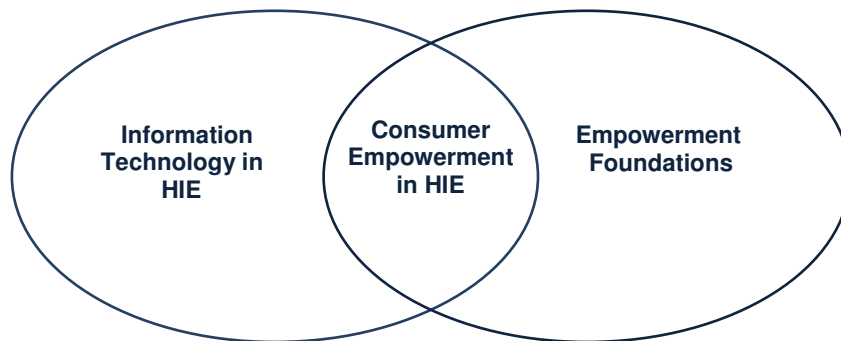 Information
Technology in
HIE
Consumer
Empowerment
in HIE
Empowerment
Foundations